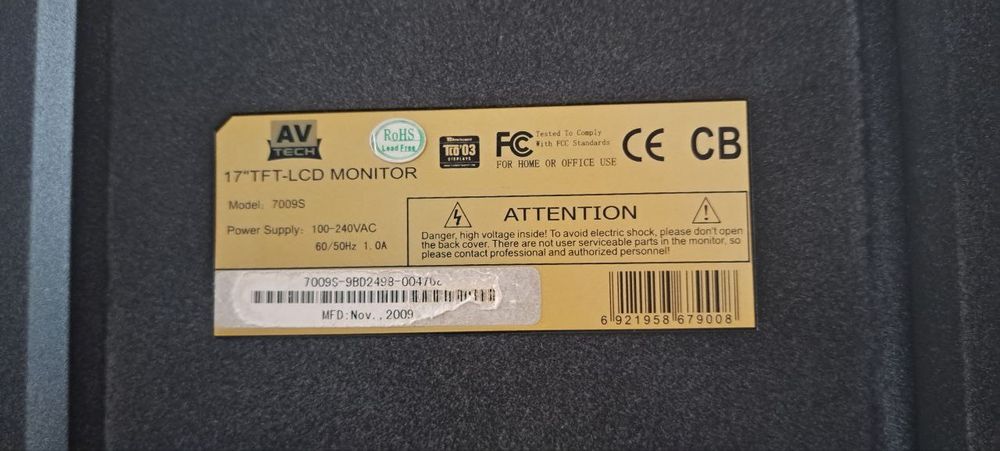 AV
TECH
RoHS
Lead Free
TCO'03
DISPLAYS
FC Tested To Comply
With FCC Standards
FOR HOME OR OFFICE USE
CE
CB
17"TFT-LCD MONITOR
Model: 7009S
Power Supply: 100-240VAC
60/50Hz 1.0A
ATTENTION
Danger, high voltage inside! To avoid electric shock, please don't open
the back cover. There are not user serviceable parts in the monitor, so
please contact professional and authorized personnel!
7009S-9BD2498-004702
MFD:Nov.,2009
6 921958 679008